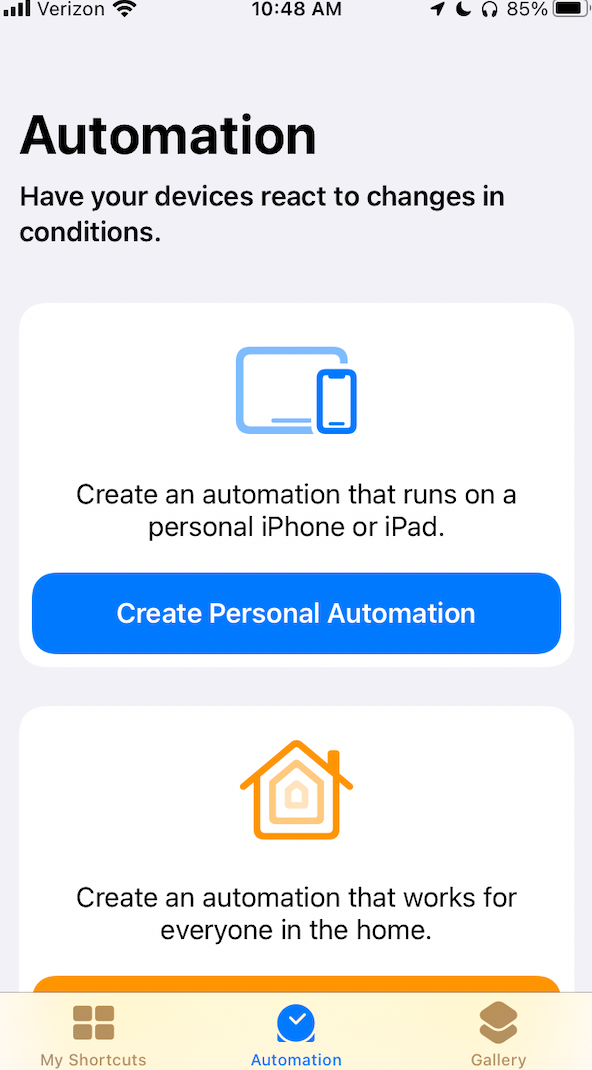 Verizon 10:48 AM 85%
Automation
Have your devices react to changes in
conditions.
Create an automation that runs on a
personal iPhone or iPad.
Create Personal Automation
Create an automation that works for
everyone in the home.
My Shortcuts Automation Gallery